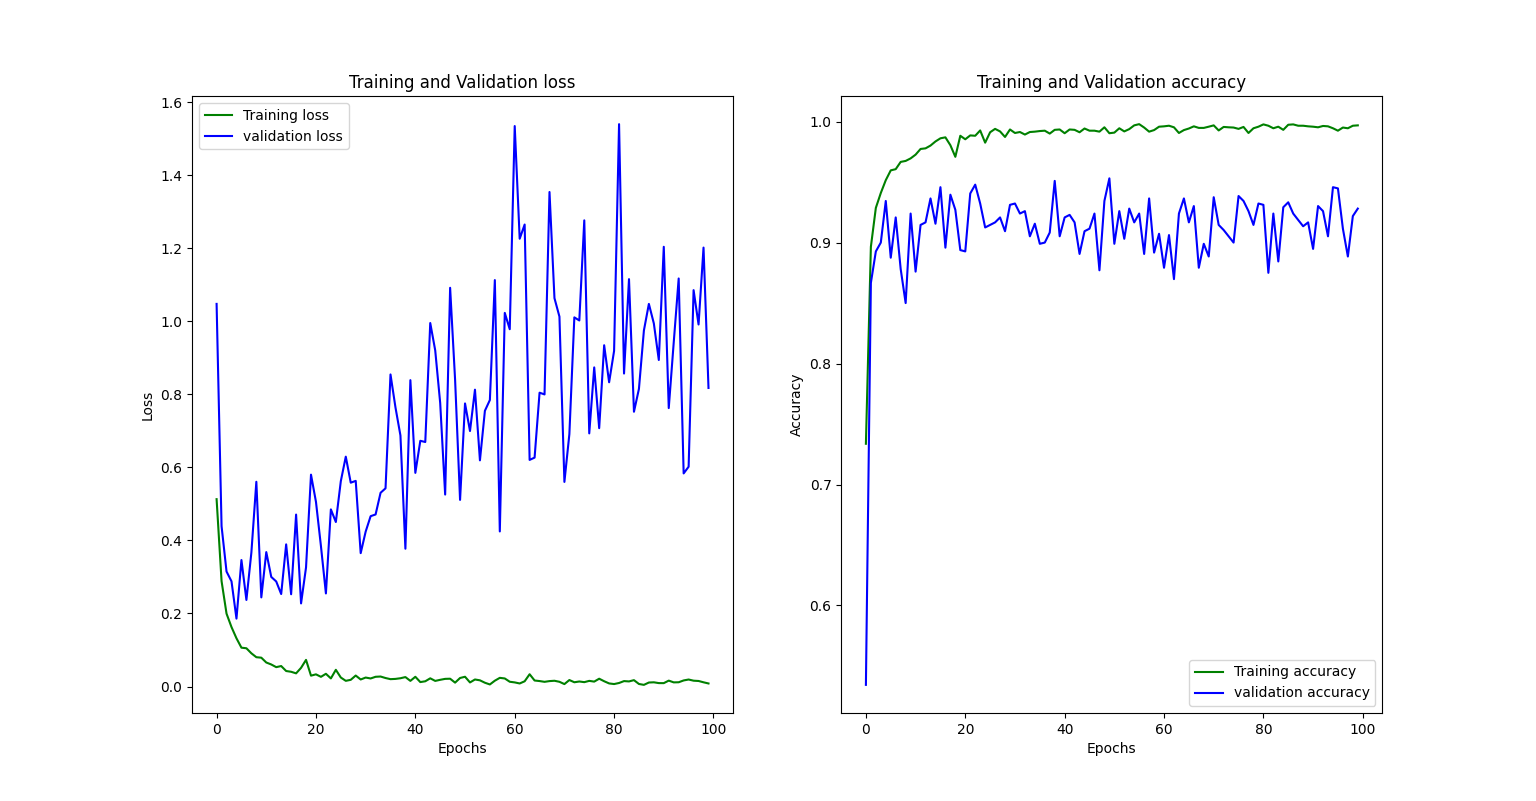 Training and Validation loss
1.6
1.4
1.2
1.0
0.8
0.6
0.4
0.2
0.0
Loss
Training loss
validation loss
0 20 40 60 80 100
Epochs
Training and Validation accuracy
1.0
0.9
0.8
0.7
0.6
Accuracy
Training accuracy
validation accuracy
0 20 40 60 80 100
Epochs